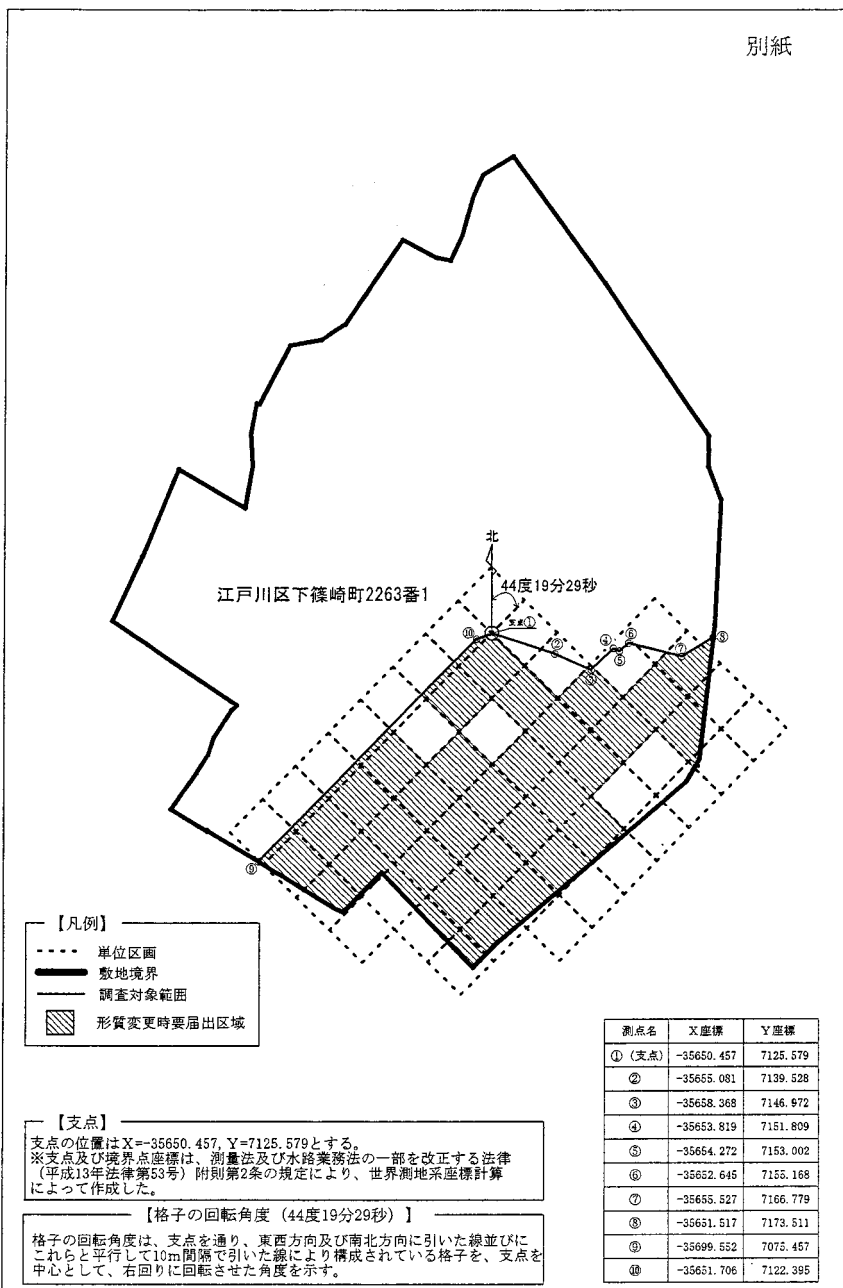 別紙
北
44度19分29秒
江戸川区下篠崎町2263番1
支点①
⑩
②
③
④
⑤
⑥
⑦
⑧
⑨
【凡例】
単位区画
敷地境界
調査対象範囲
形質変更時要届出区域
測点名 X座標 Y座標
①(支点) -35650.457 7125.579
② -35655.081 7139.528
③ -35658.368 7146.972
④ -35653.819 7151.809
⑤ -35654.272 7153.002
⑥ -35652.645 7155.168
⑦ -35655.527 7166.779
⑧ -35651.517 7173.511
⑨ -35699.552 7075.457
⑩ -35651.706 7122.395
【支点】
支点の位置はX=-35650.457, Y=7125.579とする。
※支点及び境界点座標は、測量法及び水路業務法の一部を改正する法律
(平成13年法律第53号)附則第2条の規定により、世界測地系座標計算
によって作成した。
【格子の回転角度(44度19分29秒)】
格子の回転角度は、支点を通り、東西方向及び南北方向に引いた線並びに
これらと平行して10m間隔で引いた線により構成されている格子を、支点を
中心として、右回りに回転させた角度を示す。